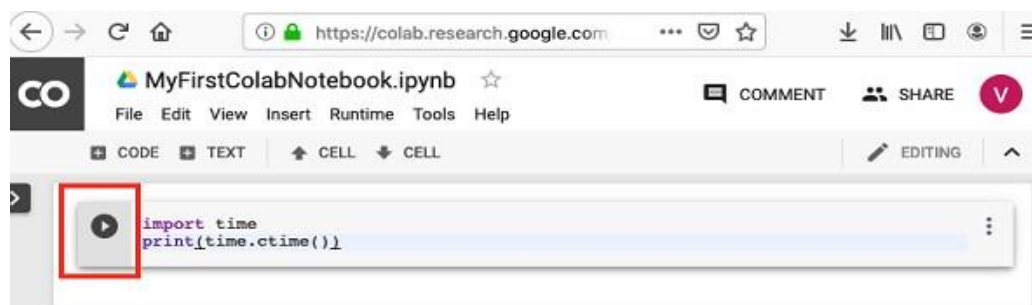 https://colab.research.google.com
CO MyFirstColabNotebook.ipynb
COMMENT SHARE V
File Edit View Insert Runtime Tools Help
CODE TEXT CELL CELL EDITING
import time
print(time.ctime())